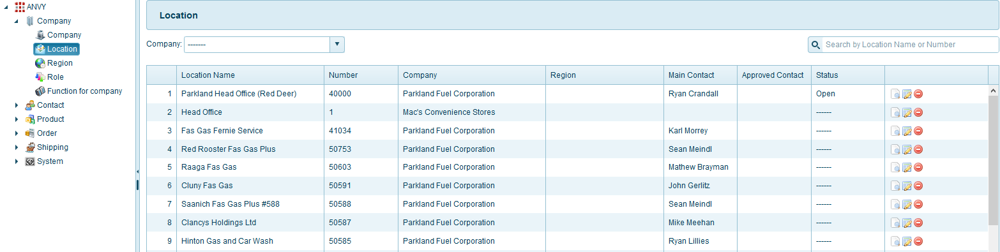 ANVY
Company
Company
Location
Region
Role
Function for company
Contact
Product
Order
Shipping
System
Location
Company: -------
Search by Location Name or Number
Location Name Number Company Region Main Contact Approved Contact Status
1 Parkland Head Office (Red Deer) 40000 Parkland Fuel Corporation Ryan Crandall Open
2 Head Office 1 Mac's Convenience Stores ------
3 Fas Gas Fernie Service 41034 Parkland Fuel Corporation Karl Morrey ------
4 Red Rooster Fas Gas Plus 50753 Parkland Fuel Corporation Sean Meindl ------
5 Raaga Fas Gas 50603 Parkland Fuel Corporation Mathew Brayman ------
6 Cluny Fas Gas 50591 Parkland Fuel Corporation John Gerlitz ------
7 Saanich Fas Gas Plus #588 50588 Parkland Fuel Corporation Sean Meindl ------
8 Clancys Holdings Ltd 50587 Parkland Fuel Corporation Mike Meehan ------
9 Hinton Gas and Car Wash 50585 Parkland Fuel Corporation Ryan Lillies ------